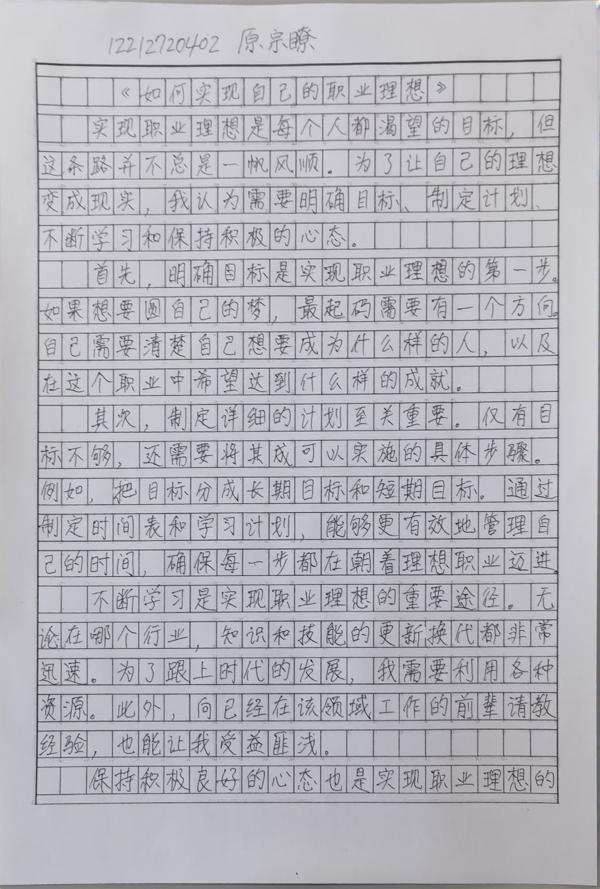 12212720402 原宗瞭
《如何实现自己的职业理想》
实现职业理想是每个人都渴望的目标，但
这条路并不总是一帆风顺。为了让自己的理想
变成现实，我认为需要明确目标、制定计划、
不断学习和保持积极的心态。
首先，明确目标是实现职业理想的第一步。
如果想要圆自己的梦，最起码需要有一个方向。
自己需要清楚自己想要成为什么样的人，以及
在这个职业中希望达到什么样的成就。
其次，制定详细的计划至关重要。仅有目
标不够，还需要将其成可以实施的具体步骤。
例如，把目标分成长期目标和短期目标。通过
制定时间表和学习计划，能够更有效地管理自
己的时间，确保每一步都在朝着理想职业迈进。
不断学习是实现职业理想的重要途径。无
论在哪个行业，知识和技能的更新换代都非常
迅速。为了跟上时代的发展，我需要利用各种
资源。此外，向已经在该领域工作的前辈请教
经验，也能让我受益匪浅。
保持积极良好的心态也是实现职业理想的